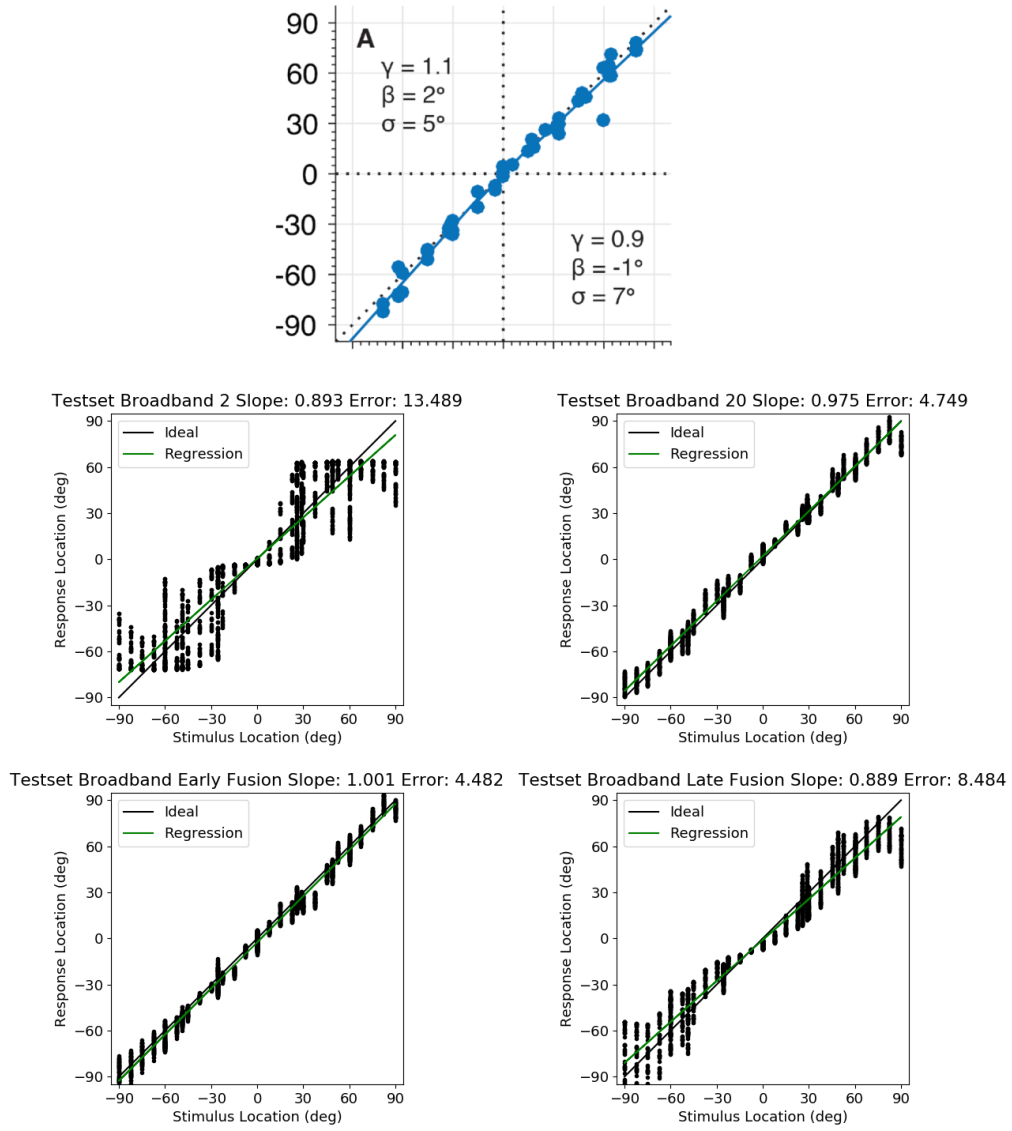 A
γ = 1.1
β = 2°
σ = 5°
90
60
30
0
-30
-60
-90
γ = 0.9
β = -1°
σ = 7°
Testset Broadband 2 Slope: 0.893 Error: 13.489
Ideal
Regression
90
60
30
0
−30
−60
−90
Response Location (deg)
−90 −60 −30 0 30 60 90
Stimulus Location (deg)
Testset Broadband 20 Slope: 0.975 Error: 4.749
Ideal
Regression
90
60
30
0
−30
−60
−90
Response Location (deg)
−90 −60 −30 0 30 60 90
Stimulus Location (deg)
Testset Broadband Early Fusion Slope: 1.001 Error: 4.482
Ideal
Regression
90
60
30
0
−30
−60
−90
Response Location (deg)
−90 −60 −30 0 30 60 90
Stimulus Location (deg)
Testset Broadband Late Fusion Slope: 0.889 Error: 8.484
Ideal
Regression
90
60
30
0
−30
−60
−90
Response Location (deg)
−90 −60 −30 0 30 60 90
Stimulus Location (deg)